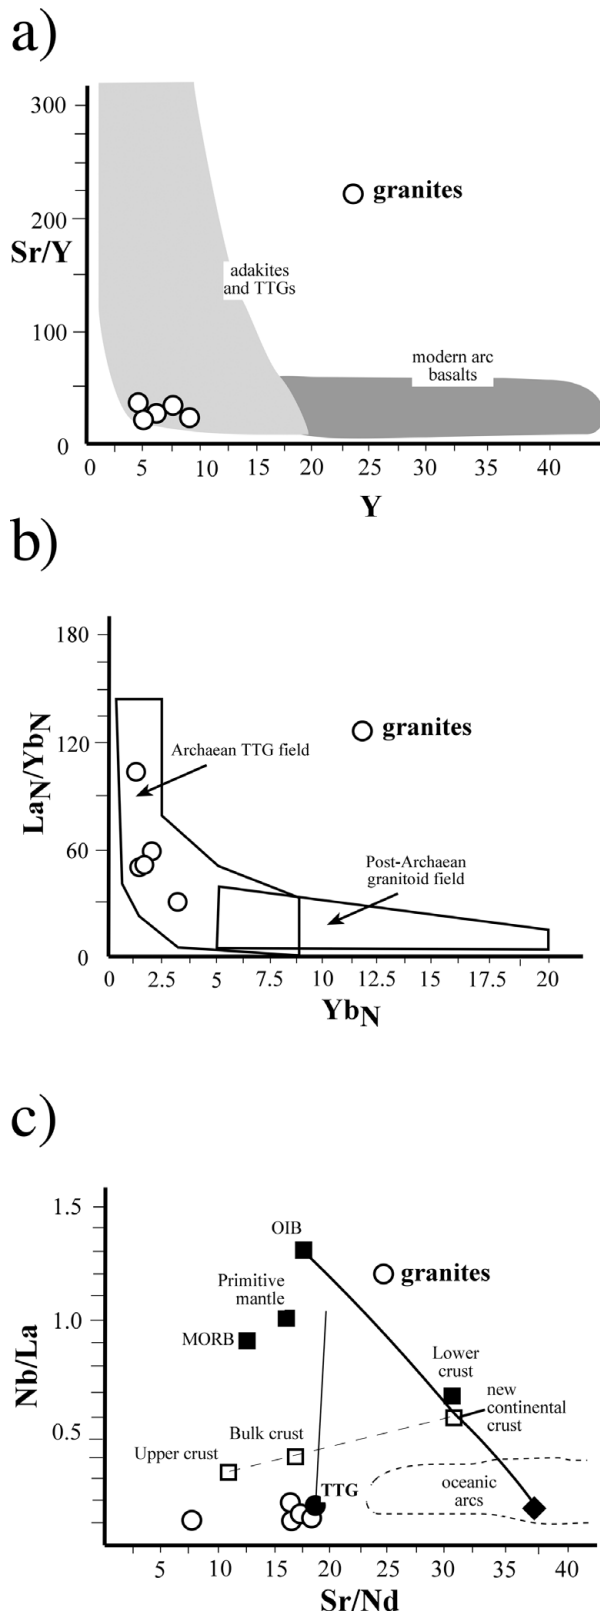 a)
300
granites
200
Sr/Y
adakites
and TTGs
100
modern arc
basalts
0
0 5 10 15 20 25 30 35 40
Y
b)
180
granites
120
LaN/YbN
Archaean TTG field
60
Post-Archaean
granitoid field
0
0 2.5 5 7.5 10 12.5 15 17.5 20
YbN
c)
1.5
OIB
granites
Primitive
mantle
1.0
MORB
Nb/La
Lower
crust
new
continental
crust
0.5
Bulk crust
Upper crust
TTG
oceanic
arcs
5 10 15 20 25 30 35 40
Sr/Nd